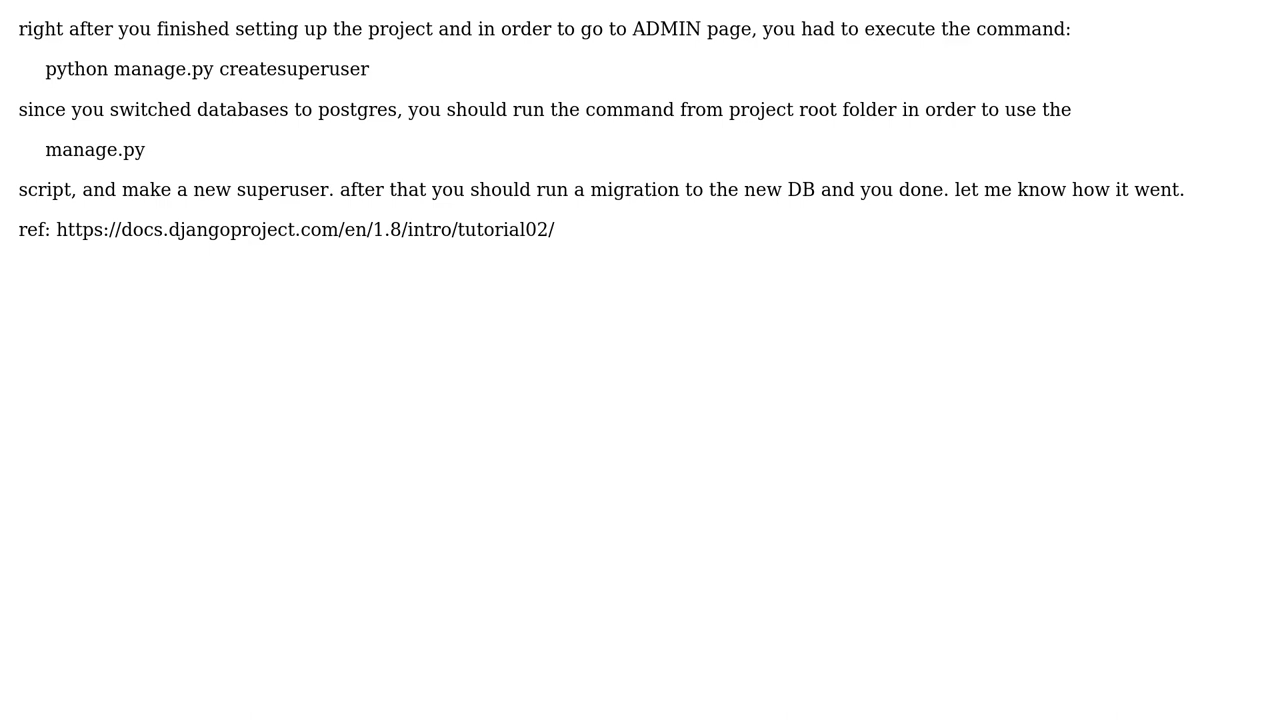 right after you finished setting up the project and in order to go to ADMIN page, you had to execute the command:
python manage.py createsuperuser
since you switched databases to postgres, you should run the command from project root folder in order to use the
manage.py
script, and make a new superuser. after that you should run a migration to the new DB and you done. let me know how it went.
ref: https://docs.djangoproject.com/en/1.8/intro/tutorial02/